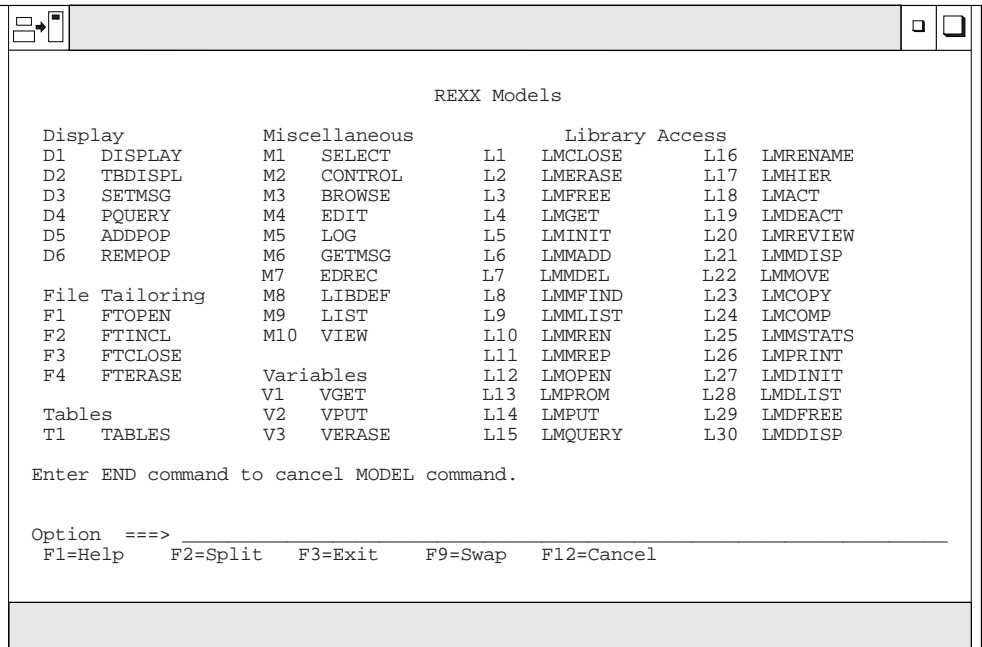 REXX Models
Display Miscellaneous Library Access
D1 DISPLAY M1 SELECT L1 LMCLOSE L16 LMRENAME
D2 TBDISPL M2 CONTROL L2 LMERASE L17 LMHIER
D3 SETMSG M3 BROWSE L3 LMFREE L18 LMACT
D4 PQUERY M4 EDIT L4 LMGET L19 LMDEACT
D5 ADDPOP M5 LOG L5 LMINIT L20 LMREVIEW
D6 REMPOP M6 GETMSG L6 LMMADD L21 LMMDISP
M7 EDREC L7 LMMDEL L22 LMMOVE
File Tailoring M8 LIBDEF L8 LMMFIND L23 LMCOPY
F1 FTOPEN M9 LIST L9 LMMLIST L24 LMCOMP
F2 FTINCL M10 VIEW L10 LMMREN L25 LMMSTATS
F3 FTCLOSE L11 LMMREP L26 LMPRINT
F4 FTERASE Variables L12 LMOPEN L27 LMDINIT
V1 VGET L13 LMPROM L28 LMDLIST
Tables V2 VPUT L14 LMPUT L29 LMDFREE
T1 TABLES V3 VERASE L15 LMQUERY L30 LMDDISP
Enter END command to cancel MODEL command.
Option ===> _______________
F1=Help F2=Split F3=Exit F9=Swap F12=Cancel